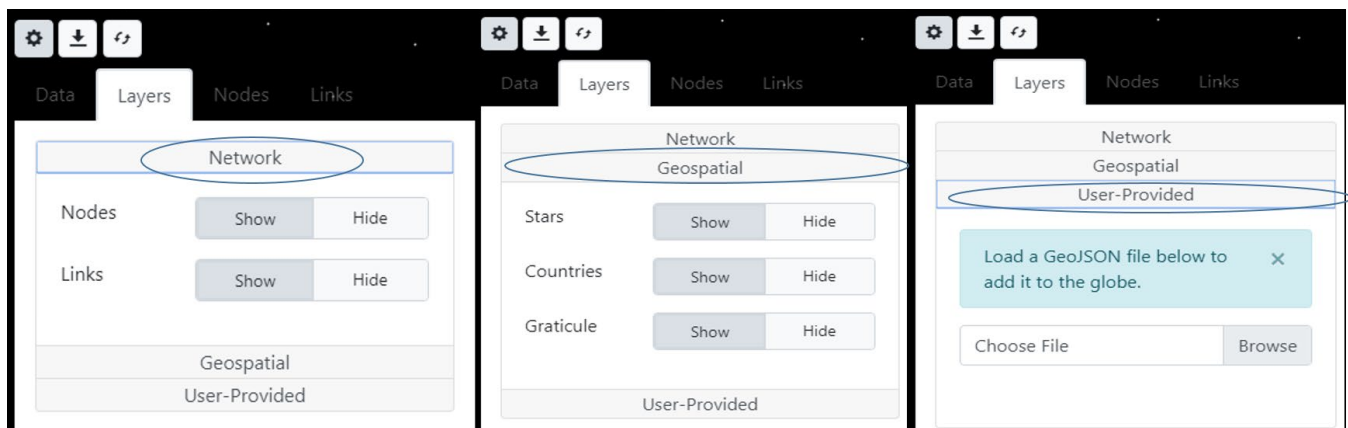 Data Layers Nodes Links
Network
Nodes Show Hide
Links Show Hide
Geospatial
User-Provided
Data Layers Nodes Links
Network
Geospatial
Stars Show Hide
Countries Show Hide
Graticule Show Hide
User-Provided
Data Layers Nodes Links
Network
Geospatial
User-Provided
Load a GeoJSON file below to ×
add it to the globe.
Choose File Browse